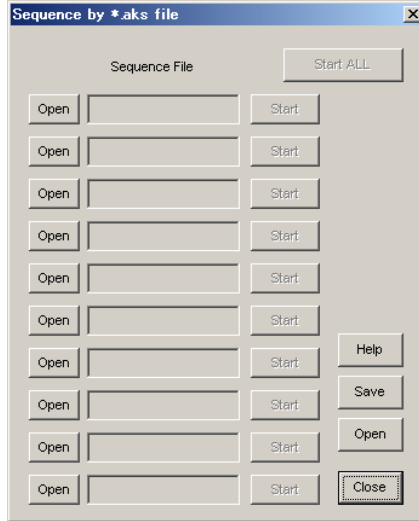 Sequence by *.aks file
Sequence File Start ALL
Open Start
Open Start
Open Start
Open Start
Open Start
Open Start
Open Start Help
Open Start Save
Open Start Open
Open Start Close